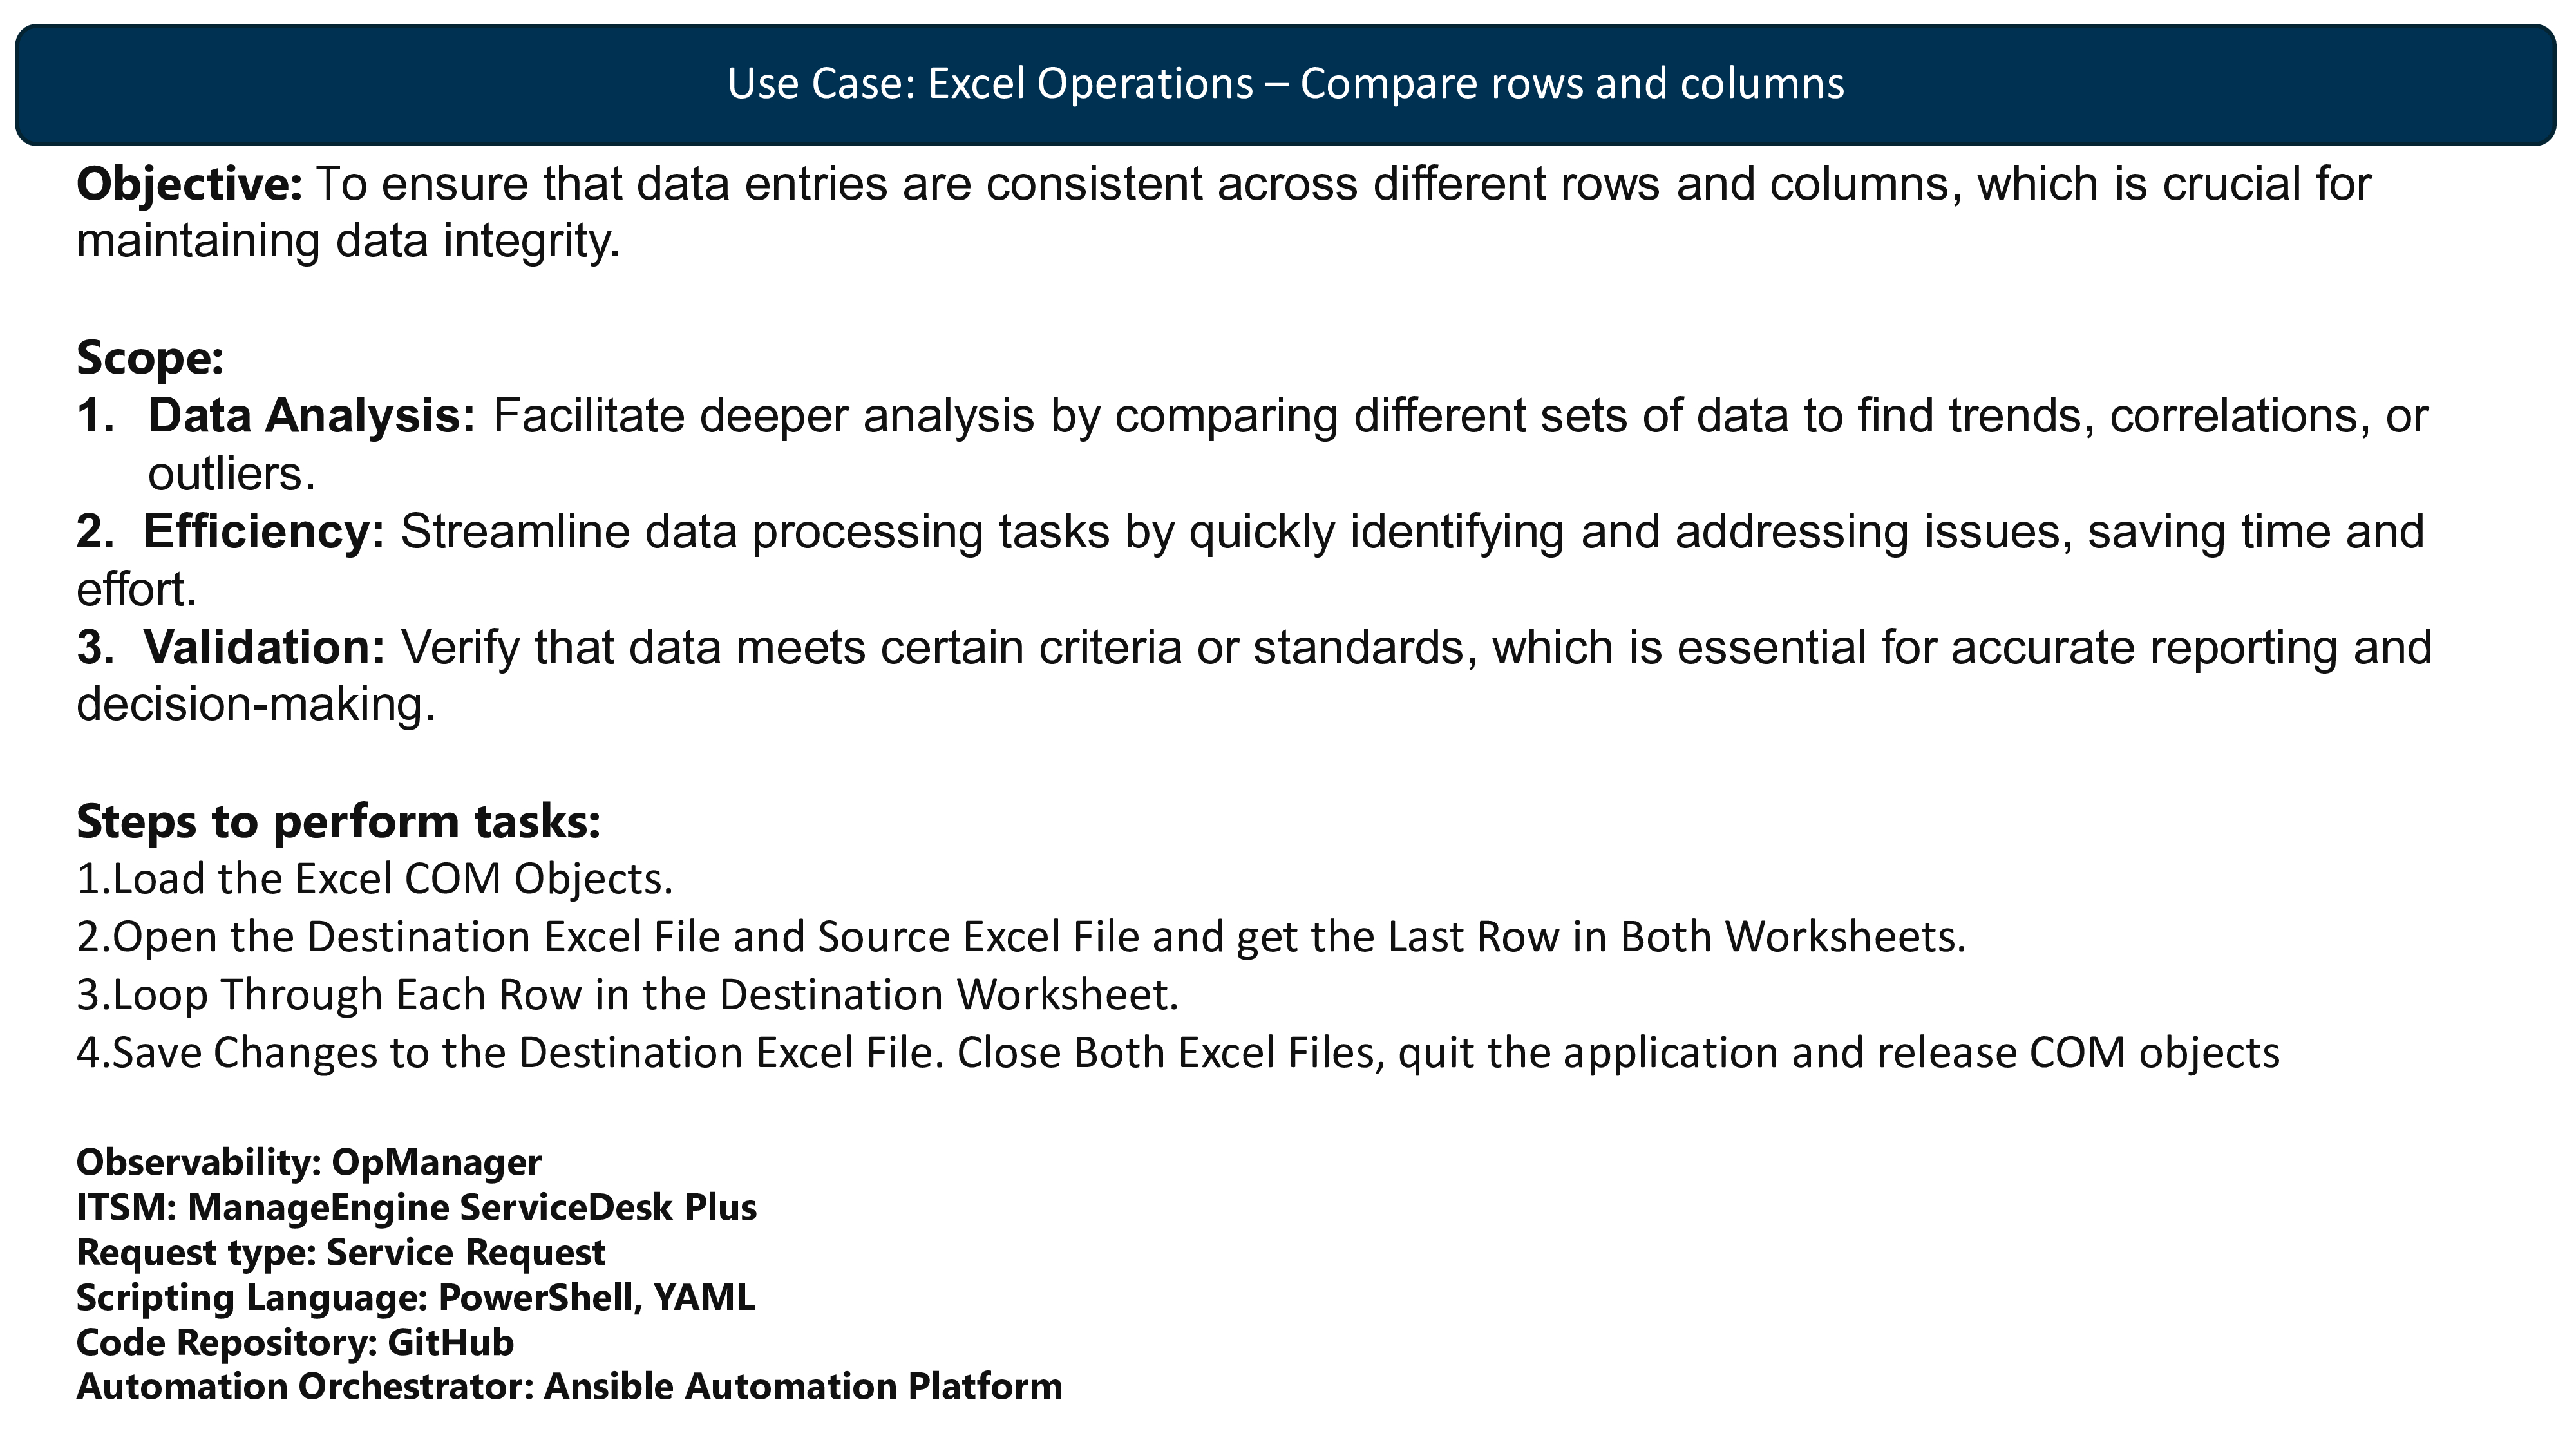 Use Case: Excel Operations – Compare rows and columns
Objective: To ensure that data entries are consistent across different rows and columns, which is crucial for
maintaining data integrity.
Scope:
1. Data Analysis: Facilitate deeper analysis by comparing different sets of data to find trends, correlations, or
outliers.
2. Efficiency: Streamline data processing tasks by quickly identifying and addressing issues, saving time and
effort.
3. Validation: Verify that data meets certain criteria or standards, which is essential for accurate reporting and
decision-making.
Steps to perform tasks:
1.Load the Excel COM Objects.
2.Open the Destination Excel File and Source Excel File and get the Last Row in Both Worksheets.
3.Loop Through Each Row in the Destination Worksheet.
4.Save Changes to the Destination Excel File. Close Both Excel Files, quit the application and release COM objects
Observability: OpManager
ITSM: ManageEngine ServiceDesk Plus
Request type: Service Request
Scripting Language: PowerShell, YAML
Code Repository: GitHub
Automation Orchestrator: Ansible Automation Platform